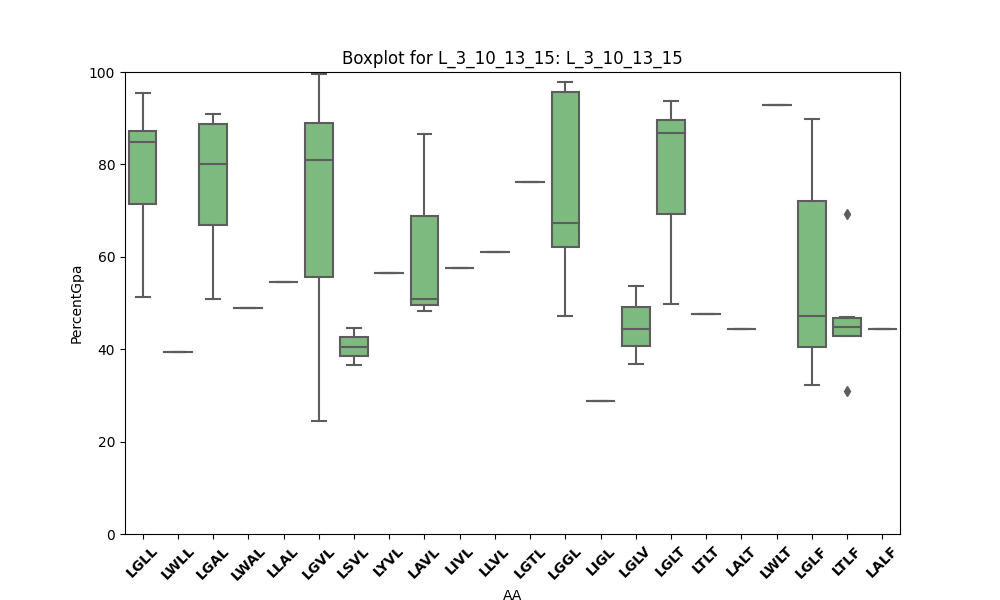 Boxplot for L_3_10_13_15: L_3_10_13_15
PercentGpa
100
80
60
40
20
0
LGLL LWLL LGAL LWAL LLAL LGVL LSVL LYVL LAVL LIVL LLVL LGTL LGGL LIGL LGLV LGLT LTLT LALT LWLT LGLF LTLF LALF
AA